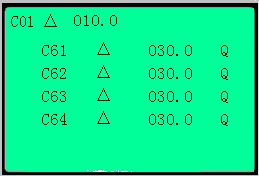 C01 △ 010.0
C61 △ 030.0 Q
C62 △ 030.0 Q
C63 △ 030.0 Q
C64 △ 030.0 Q